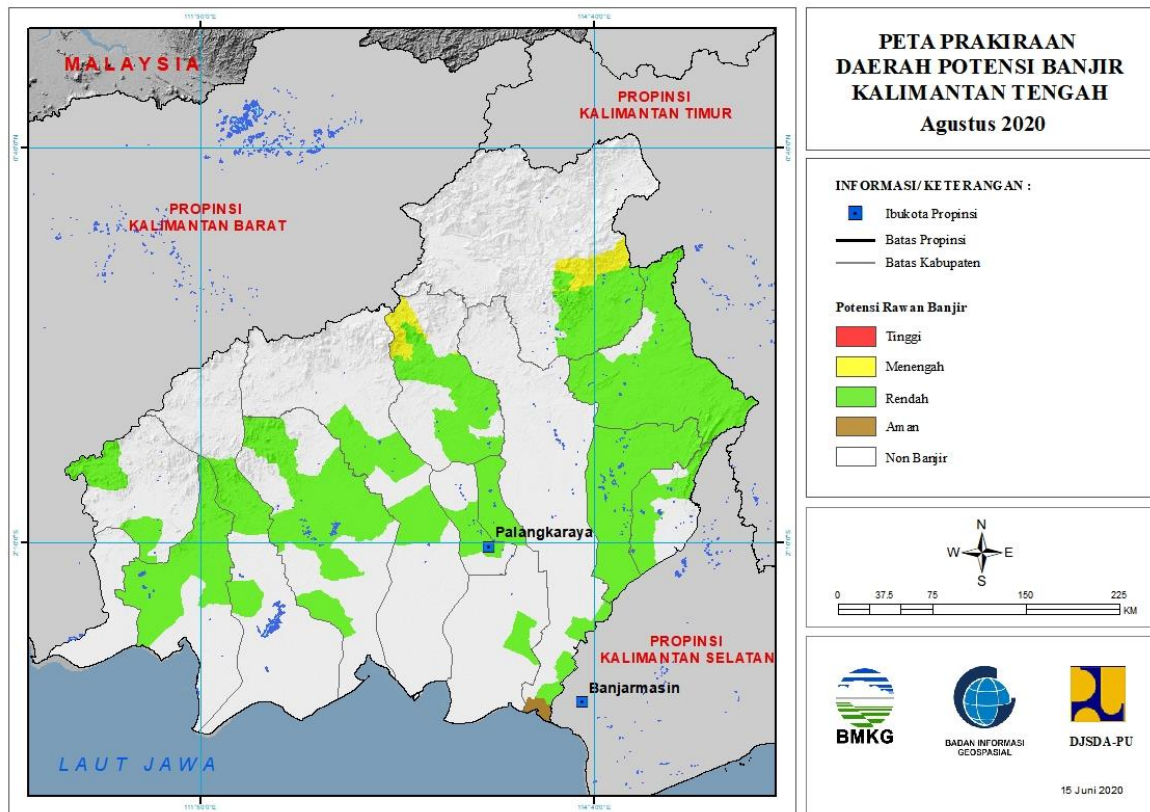 PETA PRAKIRAAN
DAERAH POTENSI BANJIR
KALIMANTAN TENGAH
Agustus 2020
INFORMASI/ KETERANGAN :
Ibukota Propinsi
Batas Propinsi
Batas Kabupaten
Potensi Rawan Banjir
Tinggi
Menengah
Rendah
Aman
Non Banjir
N
W E
S
0 37.5 75 150 225
KM
BMKG
BADAN INFORMASI
GEOSPASIAL
DJSDA-PU
15 Juni 2020
MALAYSIA
PROPINSI
KALIMANTAN TIMUR
PROPINSI
KALIMANTAN BARAT
Palangkaraya
PROPINSI
KALIMANTAN SELATAN
Banjarmasin
LAUT JAWA